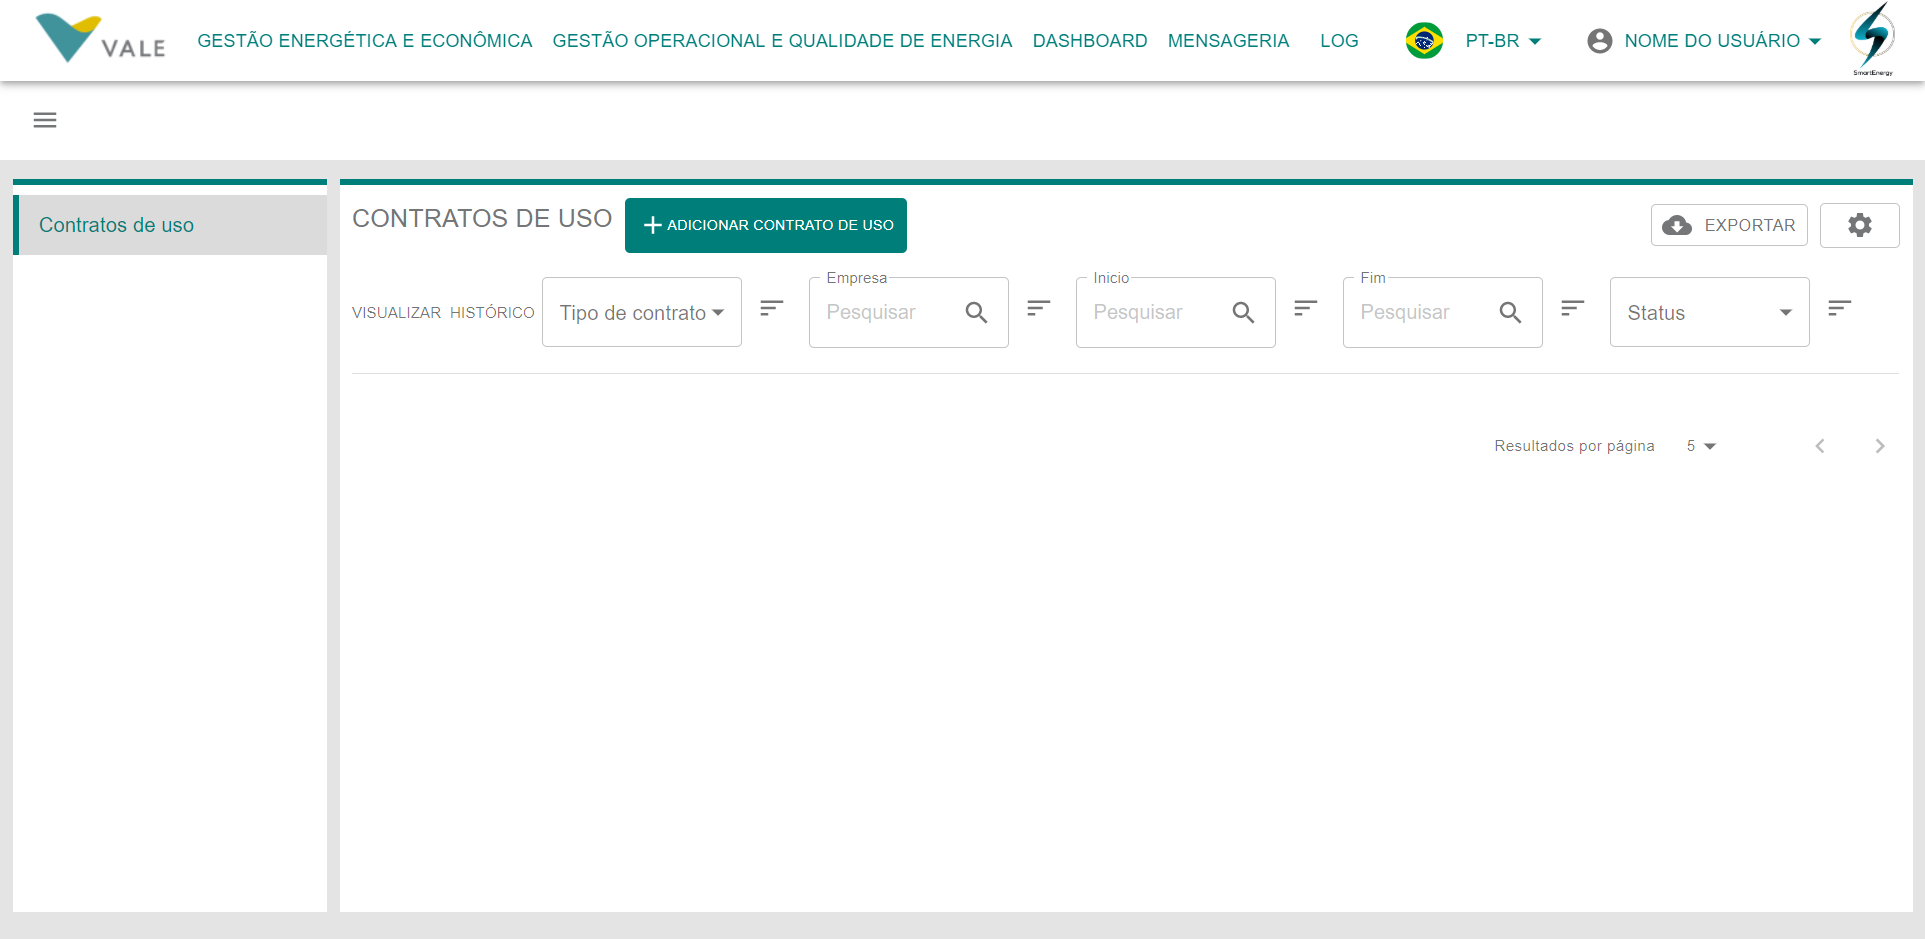 VALE
GESTÃO ENERGÉTICA E ECONÔMICA
GESTÃO OPERACIONAL E QUALIDADE DE ENERGIA
DASHBOARD
MENSAGERIA
LOG
PT-BR
NOME DO USUÁRIO
SmartEnergy
Contratos de uso
CONTRATOS DE USO
ADICIONAR CONTRATO DE USO
EXPORTAR
VISUALIZAR HISTÓRICO
Tipo de contrato
Empresa
Pesquisar
Inicio
Pesquisar
Fim
Pesquisar
Status
Resultados por página
5